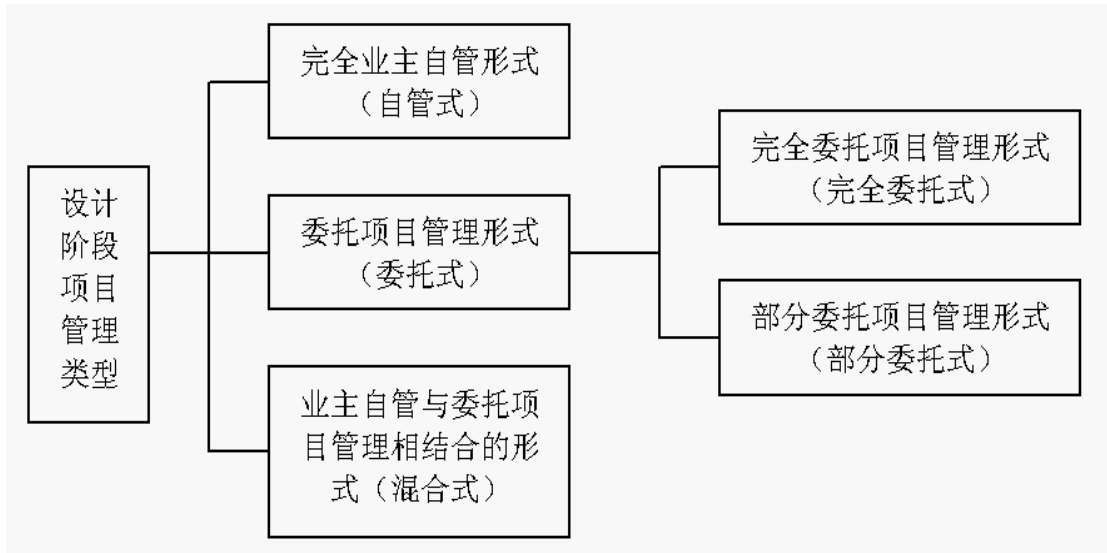 设计
阶段
项目
管理
类型
完全业主自管形式
（自管式）
委托项目管理形式
（委托式）
业主自管与委托项
目管理相结合的形
式（混合式）
完全委托项目管理形式
（完全委托式）
部分委托项目管理形式
（部分委托式）